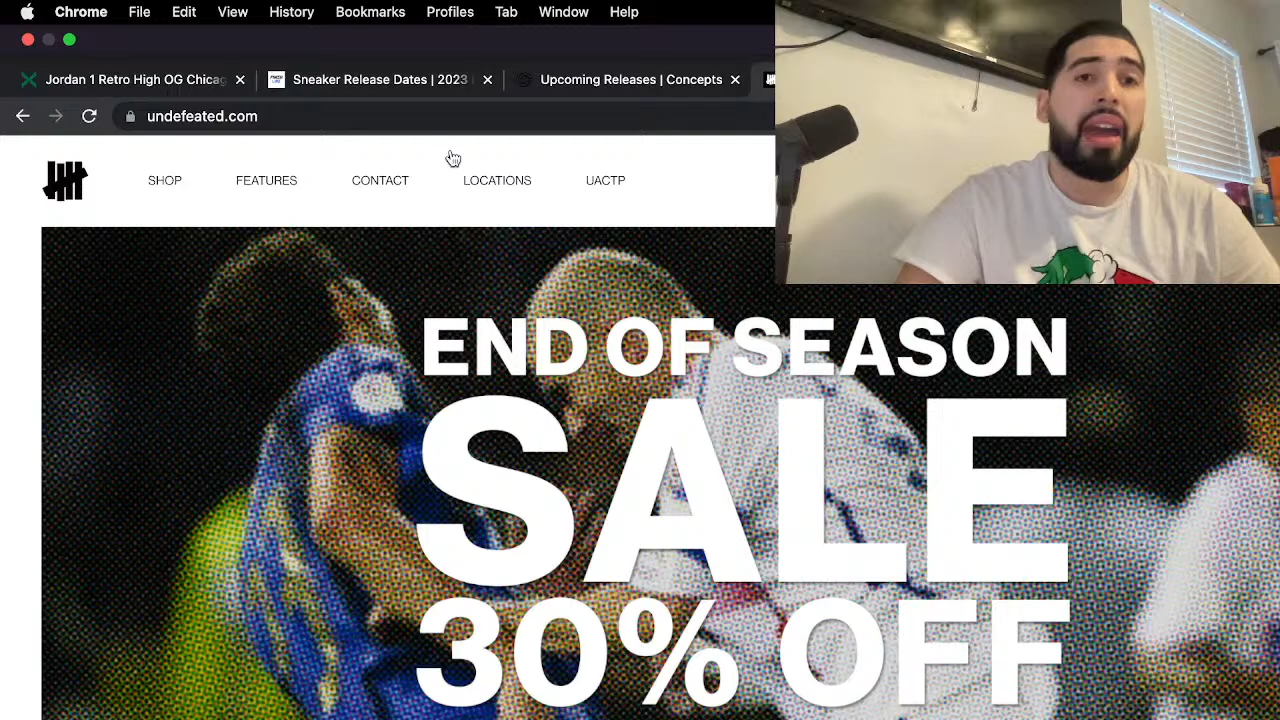 Chrome File Edit View History Bookmarks Profiles Tab Window Help
Jordan 1 Retro High OG Chicag Sneaker Release Dates | 2023 Upcoming Releases | Concepts
undefeated.com
SHOP FEATURES CONTACT LOCATIONS UACTP
END OF SEASON
SALE
30% OFF